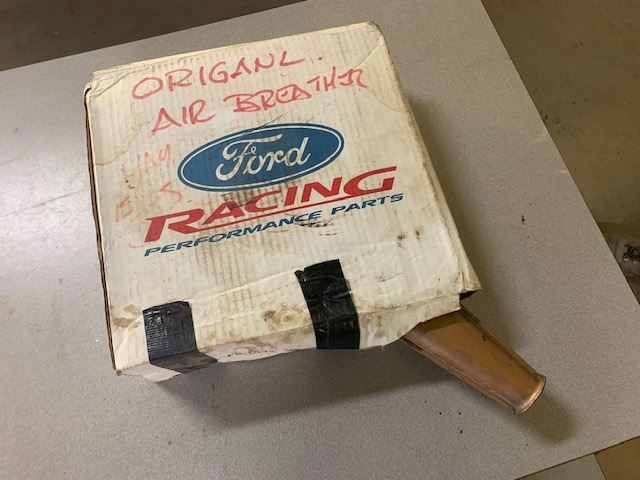 ORIGANL.
AIR BREATHER
Ford
RACING
PERFORMANCE PARTS